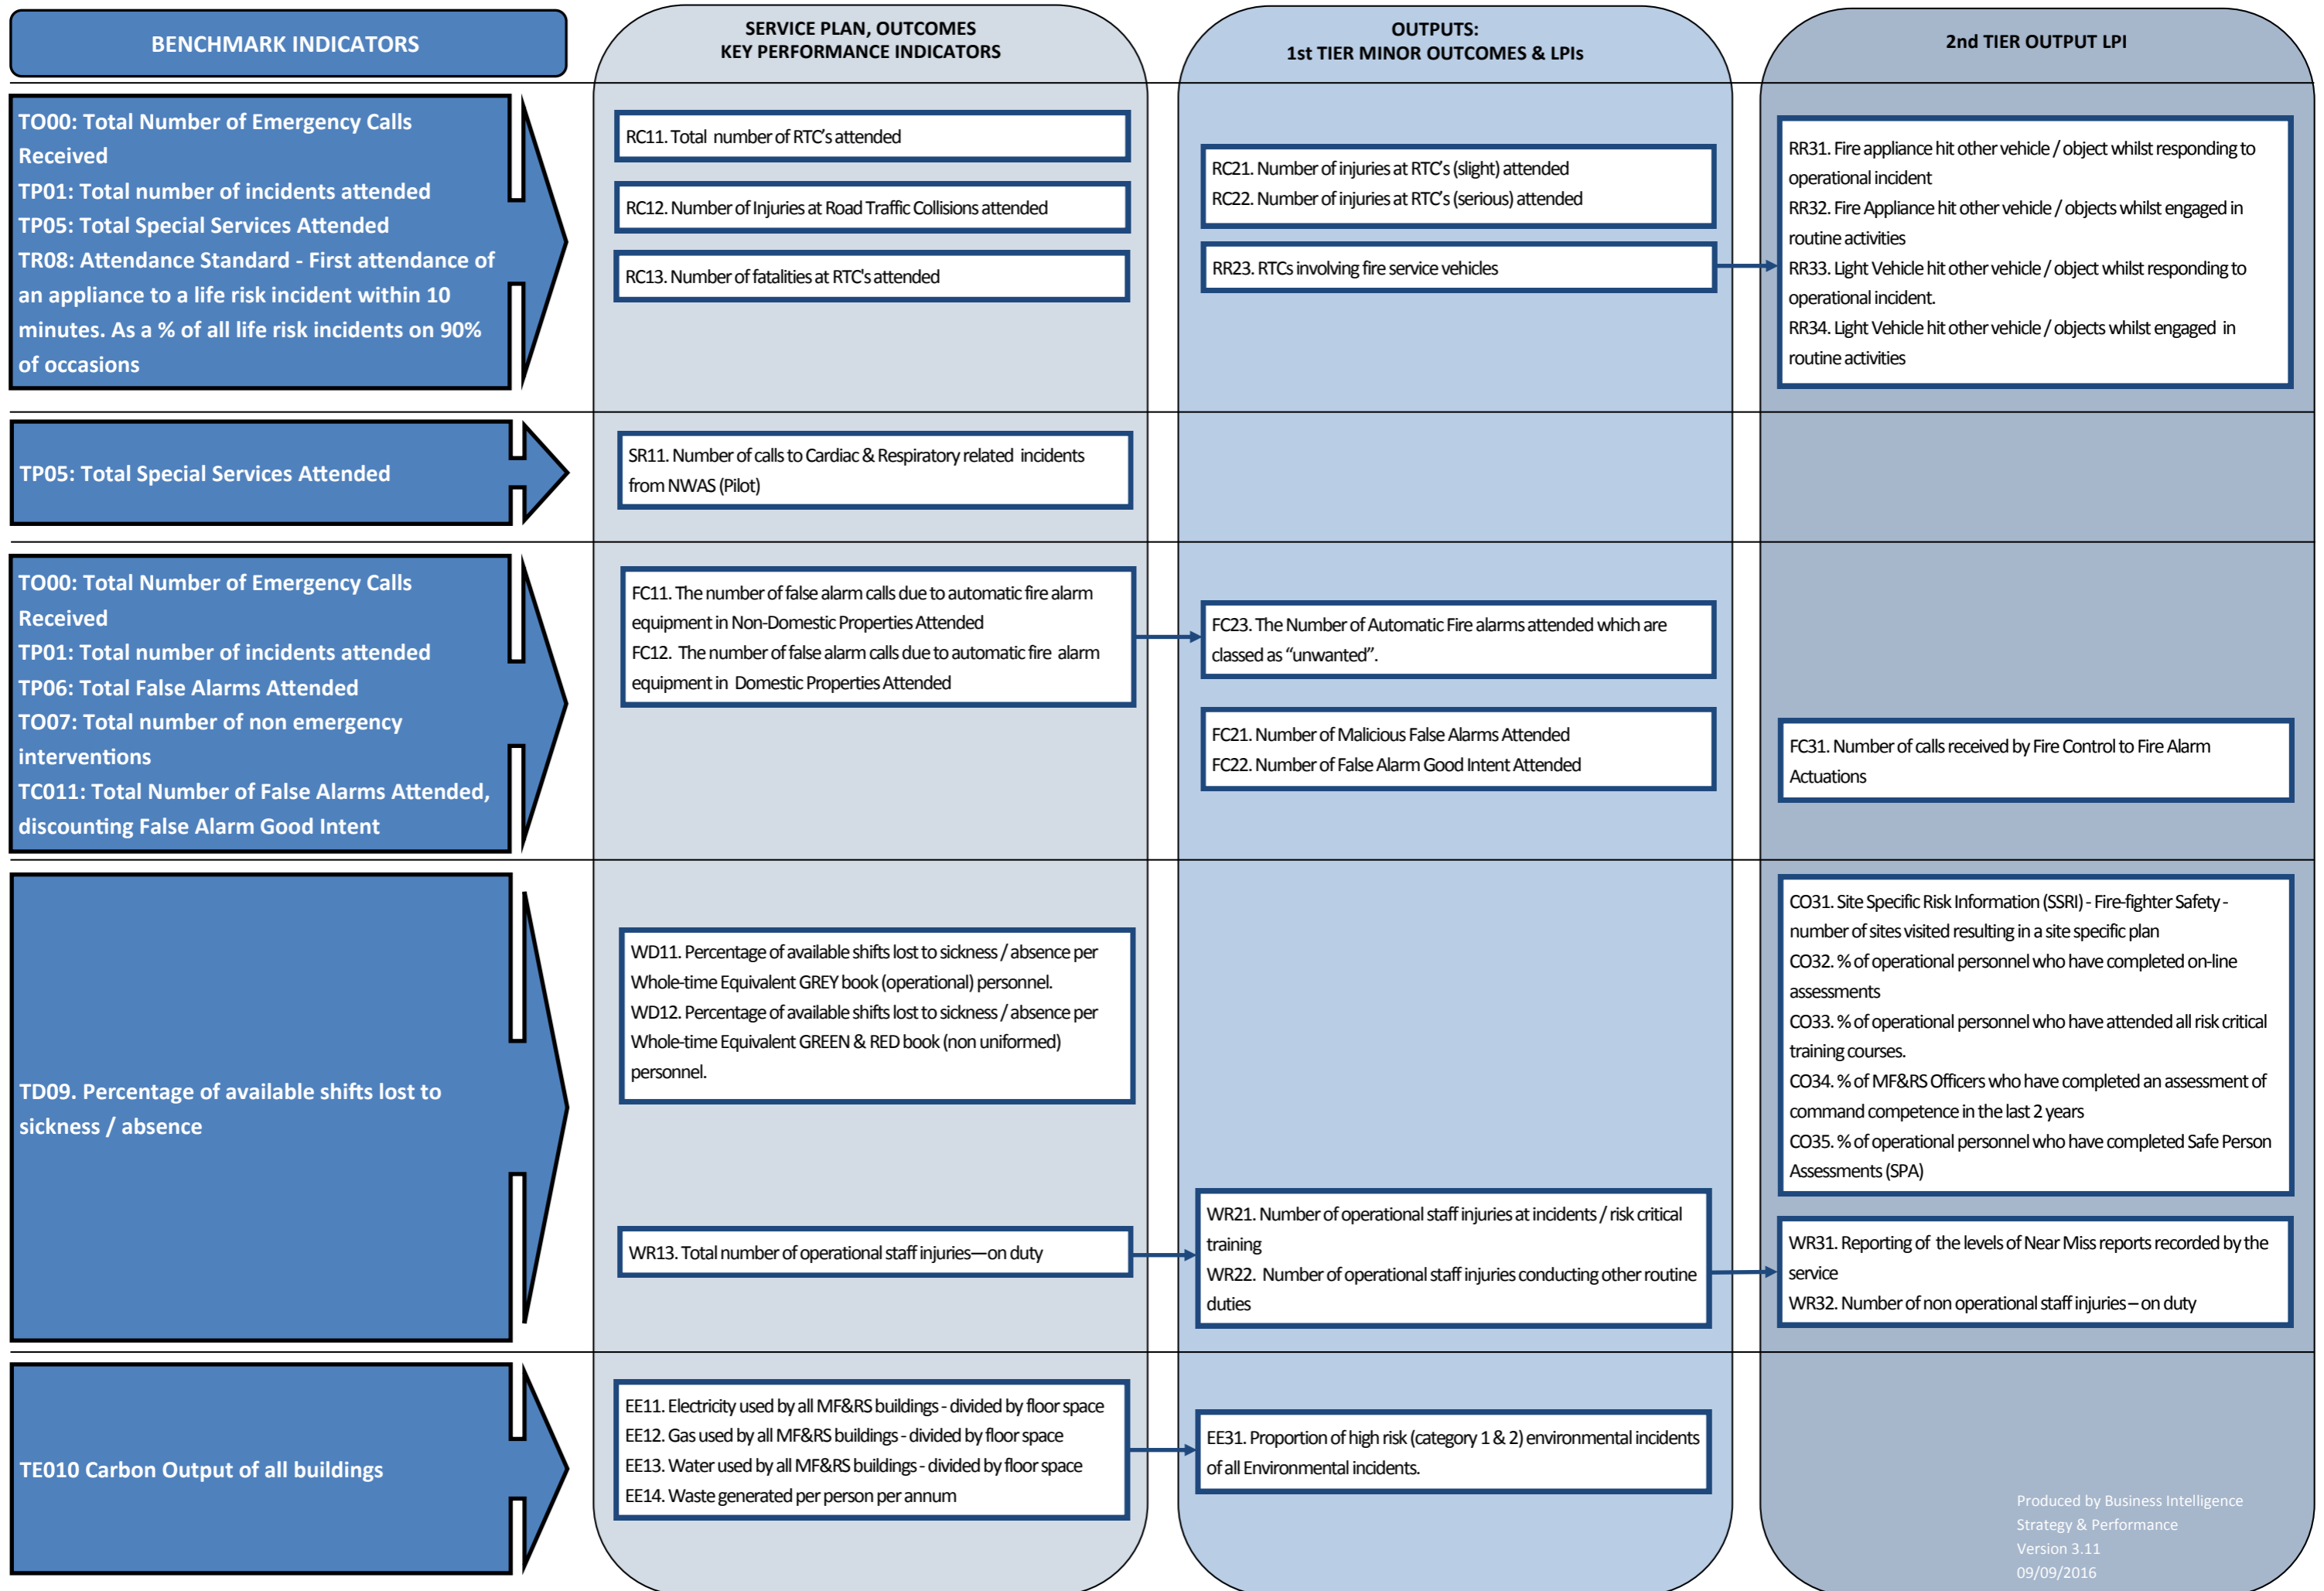 BENCHMARK INDICATORS
SERVICE PLAN, OUTCOMES
KEY PERFORMANCE INDICATORS
OUTPUTS:
1st TIER MINOR OUTCOMES & LPIs
2nd TIER OUTPUT LPI
TO00: Total Number of Emergency Calls
Received
TP01: Total number of incidents attended
TP05: Total Special Services Attended
TR08: Attendance Standard - First attendance of
an appliance to a life risk incident within 10
minutes. As a % of all life risk incidents on 90%
of occasions
RC11. Total number of RTC's attended
RC12. Number of Injuries at Road Traffic Collisions attended
RC13. Number of fatalities at RTC's attended
RC21. Number of injuries at RTC's (slight) attended
RC22. Number of injuries at RTC's (serious) attended
RR23. RTCs involving fire service vehicles
RR31. Fire appliance hit other vehicle / object whilst responding to
operational incident
RR32. Fire Appliance hit other vehicle / objects whilst engaged in
routine activities
RR33. Light Vehicle hit other vehicle / object whilst responding to
operational incident.
RR34. Light Vehicle hit other vehicle / objects whilst engaged in
routine activities
TP05: Total Special Services Attended
SR11. Number of calls to Cardiac & Respiratory related incidents
from NWAS (Pilot)
TO00: Total Number of Emergency Calls
Received
TP01: Total number of incidents attended
TP06: Total False Alarms Attended
TO07: Total number of non emergency
interventions
TC011: Total Number of False Alarms Attended,
discounting False Alarm Good Intent
FC11. The number of false alarm calls due to automatic fire alarm
equipment in Non-Domestic Properties Attended
FC12. The number of false alarm calls due to automatic fire alarm
equipment in Domestic Properties Attended
FC23. The Number of Automatic Fire alarms attended which are
classed as “unwanted”.
FC21. Number of Malicious False Alarms Attended
FC22. Number of False Alarm Good Intent Attended
FC31. Number of calls received by Fire Control to Fire Alarm
Actuations
TD09. Percentage of available shifts lost to
sickness / absence
WD11. Percentage of available shifts lost to sickness / absence per
Whole-time Equivalent GREY book (operational) personnel.
WD12. Percentage of available shifts lost to sickness / absence per
Whole-time Equivalent GREEN & RED book (non uniformed)
personnel.
WR13. Total number of operational staff injuries—on duty
WR21. Number of operational staff injuries at incidents / risk critical
training
WR22. Number of operational staff injuries conducting other routine
duties
CO31. Site Specific Risk Information (SSRI) - Fire-fighter Safety -
number of sites visited resulting in a site specific plan
CO32. % of operational personnel who have completed on-line
assessments
CO33. % of operational personnel who have attended all risk critical
training courses.
CO34. % of MF&RS Officers who have completed an assessment of
command competence in the last 2 years
CO35. % of operational personnel who have completed Safe Person
Assessments (SPA)
WR31. Reporting of the levels of Near Miss reports recorded by the
service
WR32. Number of non operational staff injuries – on duty
TE010 Carbon Output of all buildings
EE11. Electricity used by all MF&RS buildings - divided by floor space
EE12. Gas used by all MF&RS buildings - divided by floor space
EE13. Water used by all MF&RS buildings - divided by floor space
EE14. Waste generated per person per annum
EE31. Proportion of high risk (category 1 & 2) environmental incidents
of all Environmental incidents.
Produced by Business Intelligence
Strategy & Performance
Version 3.11
09/09/2016